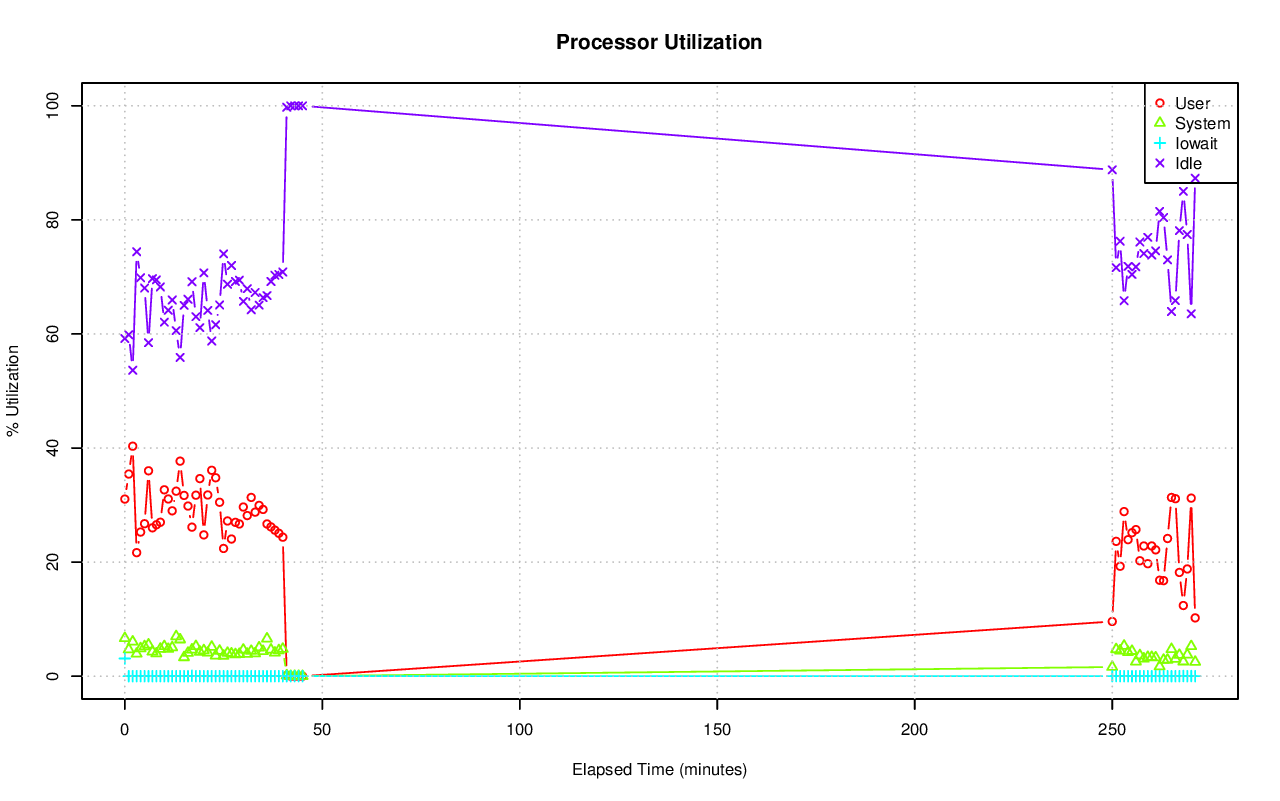 Processor Utilization
User
System
Iowait
Idle
100
80
60
40
20
0
% Utilization
0 50 100 150 200 250
Elapsed Time (minutes)